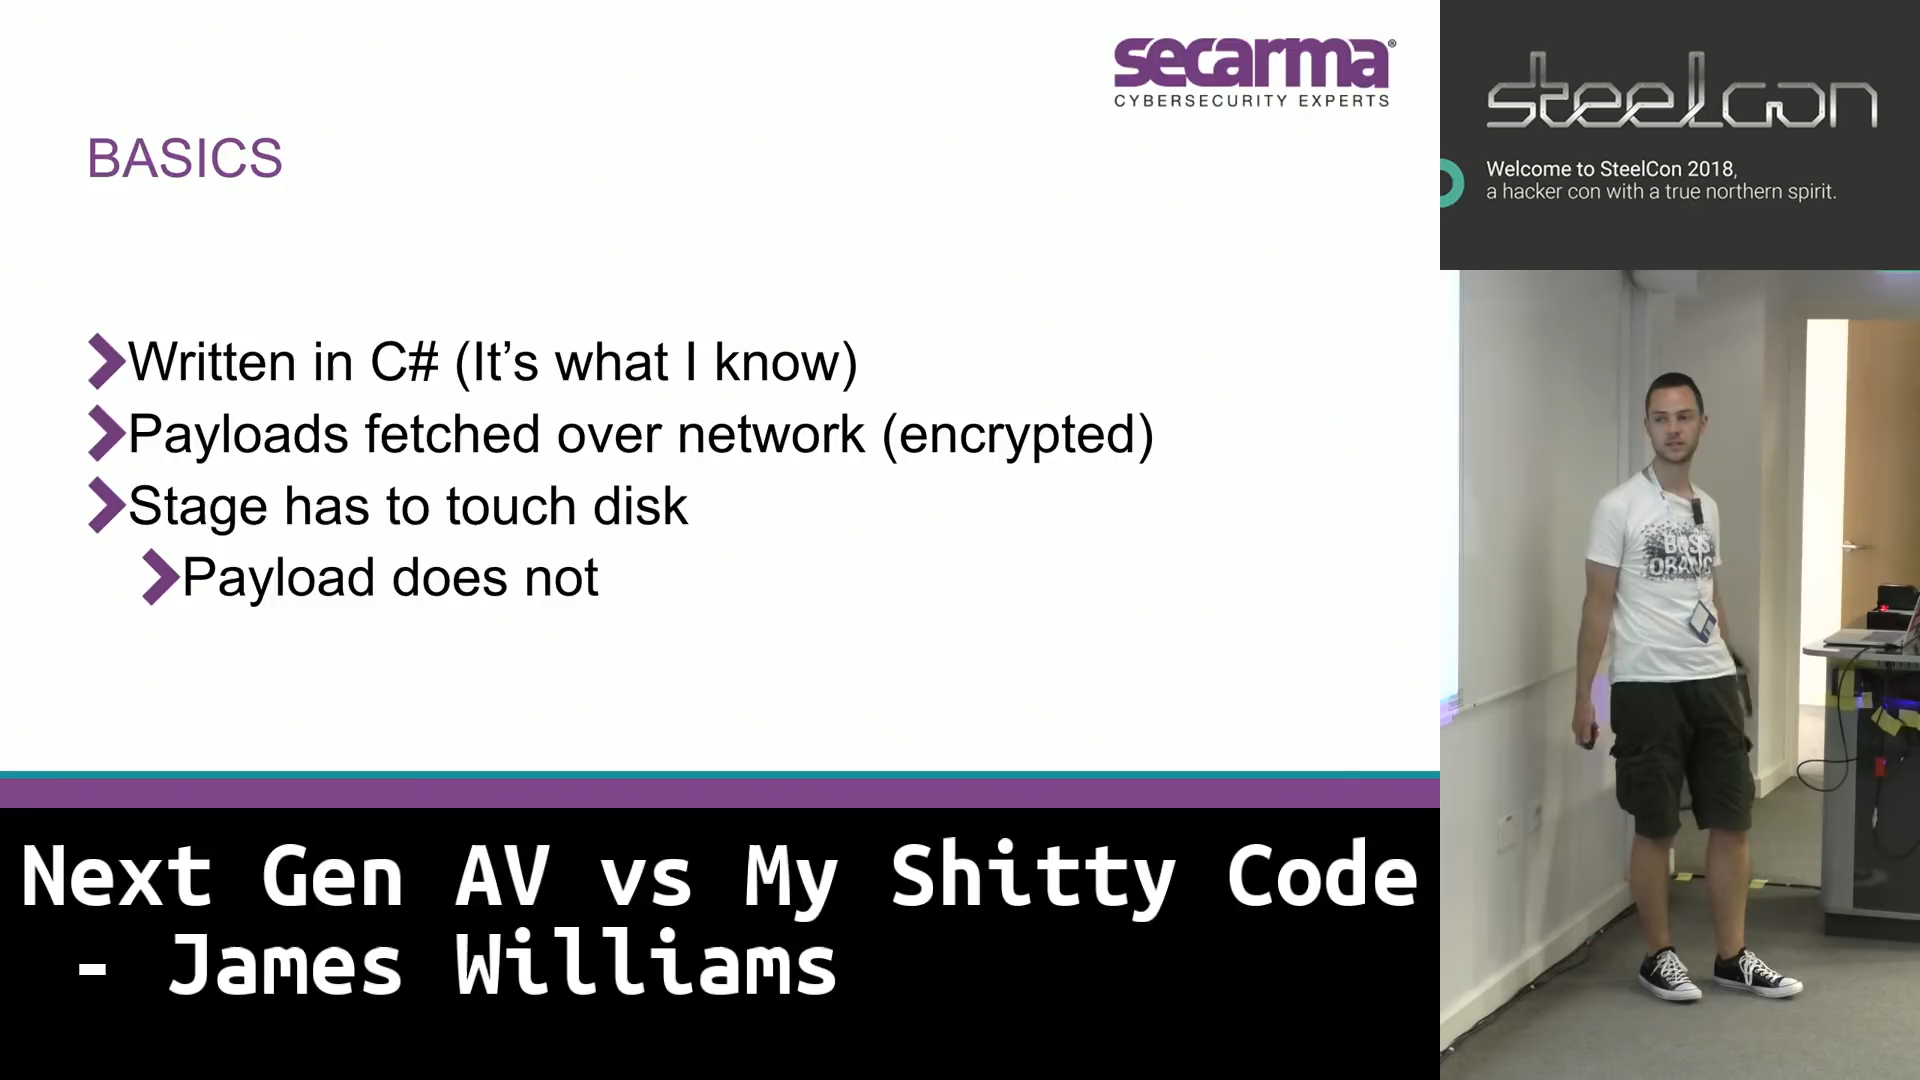 secarma®
CYBERSECURITY EXPERTS
BASICS
Written in C# (It's what I know)
Payloads fetched over network (encrypted)
Stage has to touch disk
Payload does not
Next Gen AV vs My Shitty Code
- James Williams
steelcon
Welcome to SteelCon 2018,
a hacker con with a true northern spirit.
BOSS
ORANG